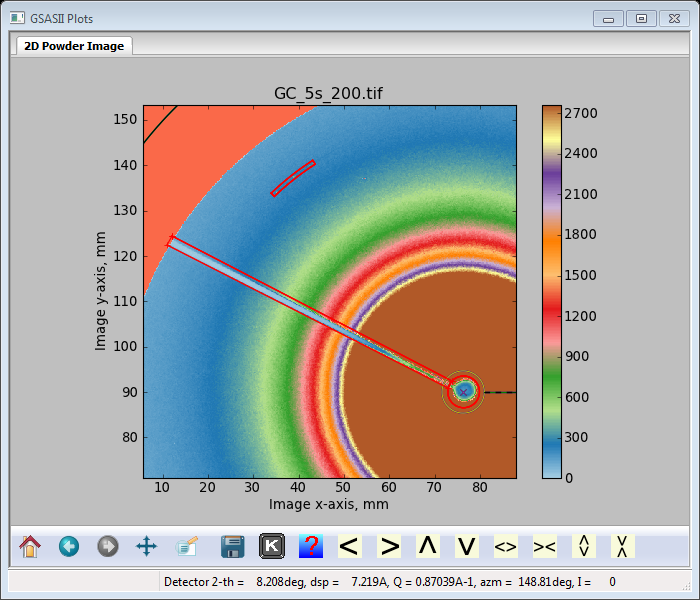 GSASII Plots
2D Powder Image
GC_5s_200.tif
150
140
130
120
110
100
90
80
Image y-axis, mm
10 20 30 40 50 60 70 80
Image x-axis, mm
2700
2400
2100
1800
1500
1200
900
600
300
0
K ? < > Λ V <> ><
Detector 2-th = 8.208deg, dsp = 7.219A, Q = 0.87039A-1, azm = 148.81deg, I = 0